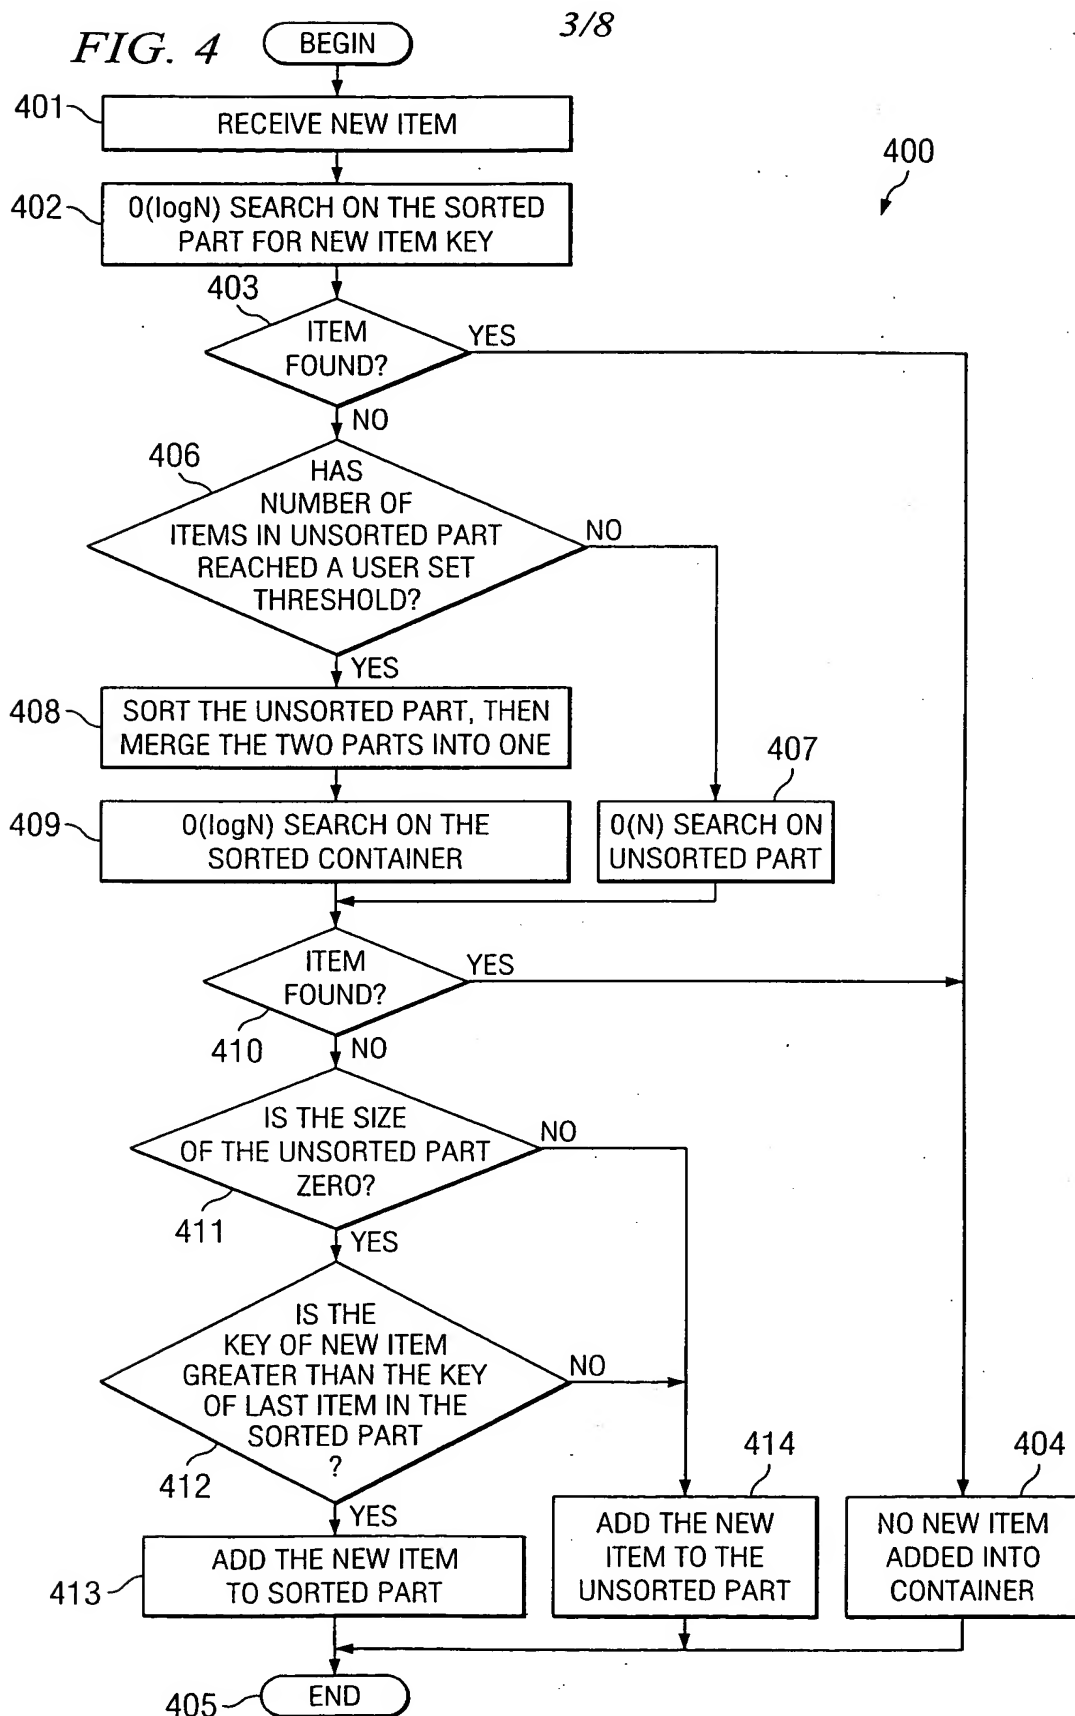 3/8
FIG. 4
BEGIN
401
RECEIVE NEW ITEM
400
402
0(logN) SEARCH ON THE SORTED
PART FOR NEW ITEM KEY
403
ITEM
FOUND?
YES
NO
406
HAS
NUMBER OF
ITEMS IN UNSORTED PART
REACHED A USER SET
THRESHOLD?
NO
YES
408
SORT THE UNSORTED PART, THEN
MERGE THE TWO PARTS INTO ONE
407
409
0(logN) SEARCH ON THE
SORTED CONTAINER
0(N) SEARCH ON
UNSORTED PART
ITEM
FOUND?
YES
410
NO
IS THE SIZE
OF THE UNSORTED PART
ZERO?
NO
411
YES
IS THE
KEY OF NEW ITEM
GREATER THAN THE KEY
OF LAST ITEM IN THE
SORTED PART
?
NO
412
YES
414
404
413
ADD THE NEW ITEM
TO SORTED PART
ADD THE NEW
ITEM TO THE
UNSORTED PART
NO NEW ITEM
ADDED INTO
CONTAINER
405
END